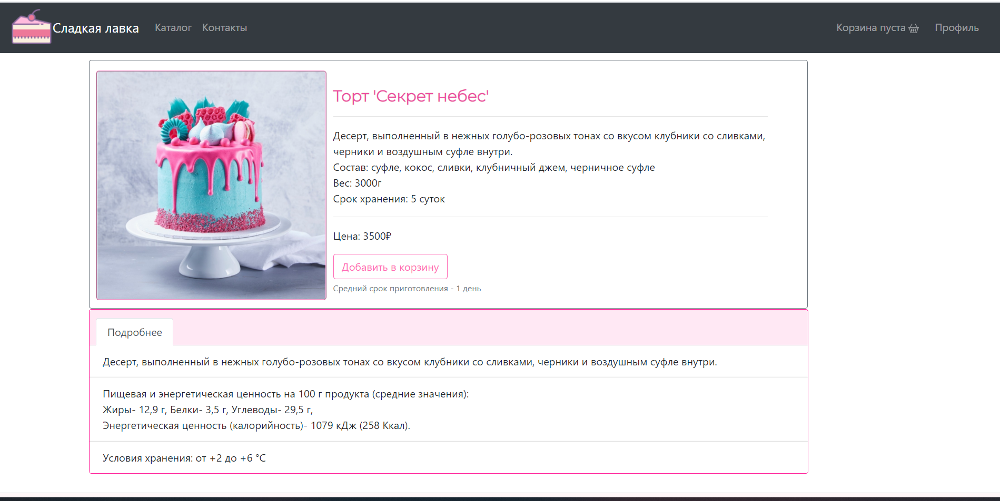 Сладкая лавка Каталог Контакты Корзина пуста Профиль
Торт 'Секрет небес'
Десерт, выполненный в нежных голубо-розовых тонах со вкусом клубники со сливками,
черники и воздушным суфле внутри.
Состав: суфле, кокос, сливки, клубничный джем, черничное суфле
Вес: 3000г
Срок хранения: 5 суток
Цена: 3500₽
Добавить в корзину
Средний срок приготовления - 1 день
Подробнее
Десерт, выполненный в нежных голубо-розовых тонах со вкусом клубники со сливками, черники и воздушным суфле внутри.
Пищевая и энергетическая ценность на 100 г продукта (средние значения):
Жиры- 12,9 г, Белки- 3,5 г, Углеводы- 29,5 г,
Энергетическая ценность (калорийность)- 1079 кДж (258 Ккал).
Условия хранения: от +2 до +6 °C